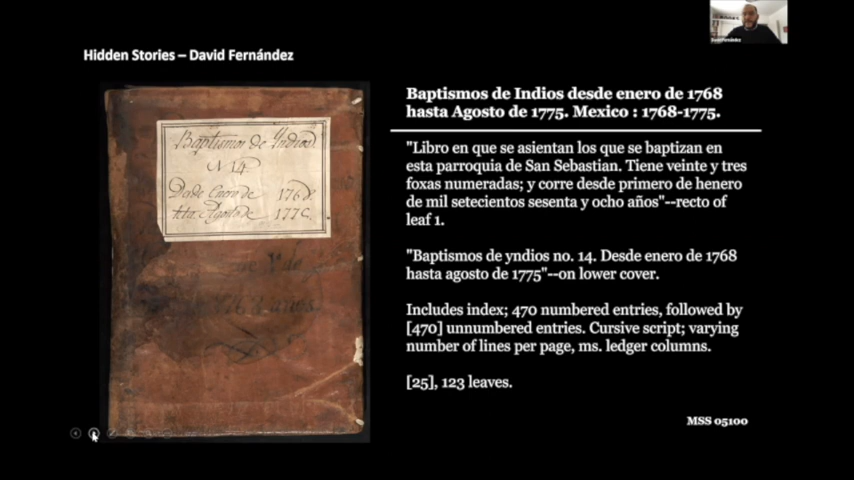 Hidden Stories – David Fernández
Baptismos de Yndios
N 14
Desde Enero de 1768
hta. Agosto de 1775.
Baptismos de Indios desde enero de 1768
hasta Agosto de 1775. Mexico : 1768-1775.
"Libro en que se asientan los que se baptizan en
esta parroquia de San Sebastian. Tiene veinte y tres
foxas numeradas; y corre desde primero de henero
de mil setecientos sesenta y ocho años"--recto of
leaf 1.
"Baptismos de yndios no. 14. Desde enero de 1768
hasta agosto de 1775"--on lower cover.
Includes index; 470 numbered entries, followed by
[470] unnumbered entries. Cursive script; varying
number of lines per page, ms. ledger columns.
[25], 123 leaves.
MSS 05100